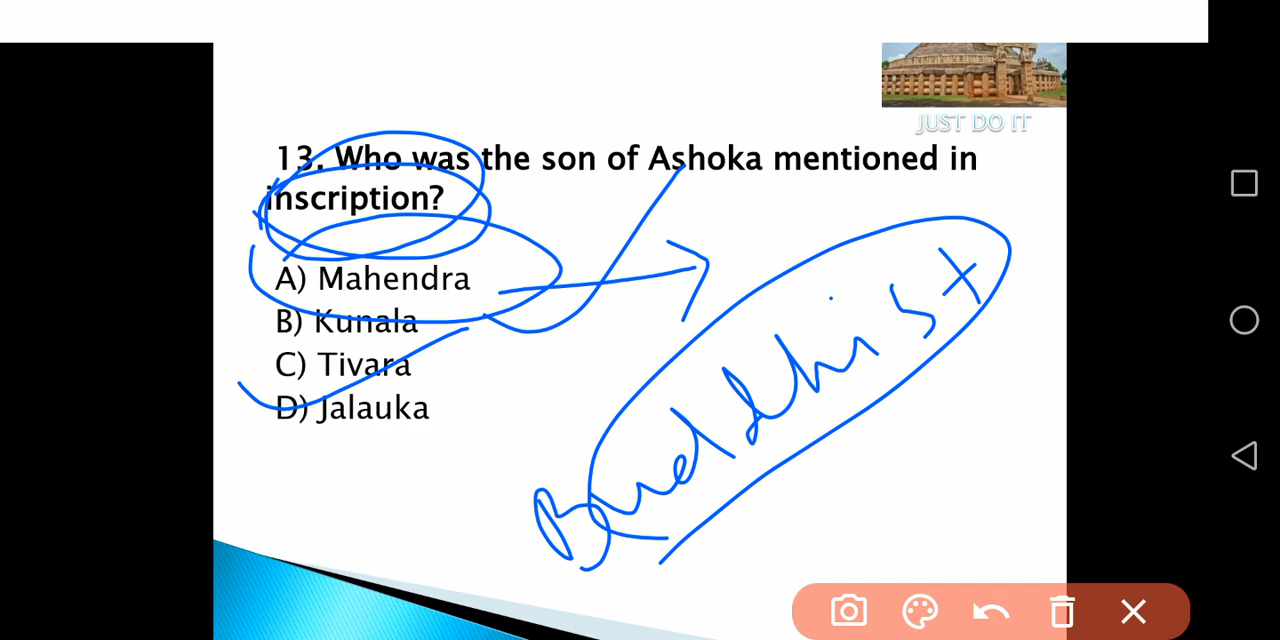 JUST DO IT
13. Who was the son of Ashoka mentioned in
inscription?
A) Mahendra
B) Kunala
C) Tivara
D) Jalauka
Buddhist